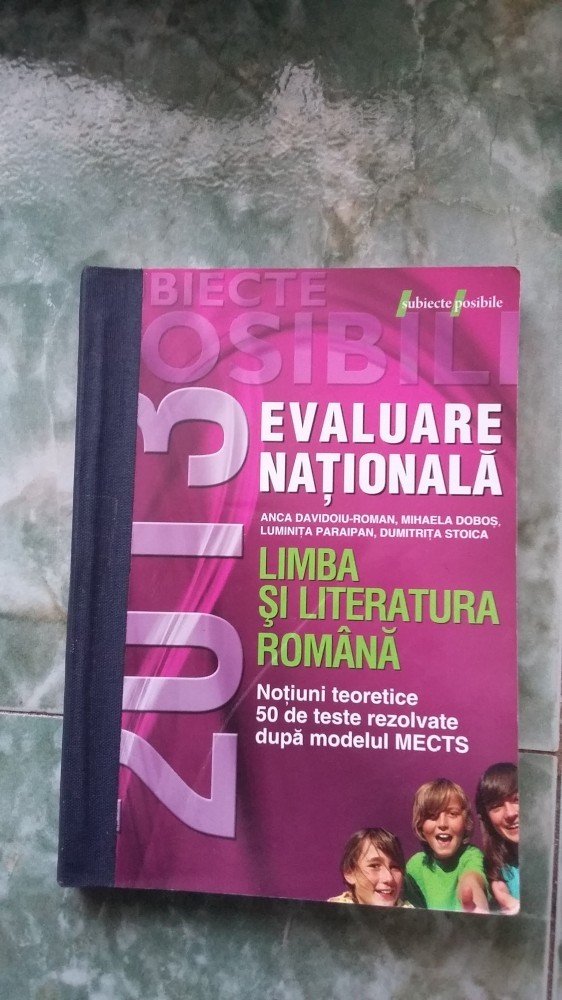 subiecte posibile
BIECTE
OSIBILI
2013
EVALUARE
NAȚIONALĂ
ANCA DAVIDOIU-ROMAN, MIHAELA DOBOȘ,
LUMINIȚA PARAIPAN, DUMITRIȚA STOICA
LIMBA
ȘI LITERATURA
ROMÂNĂ
Noțiuni teoretice
50 de teste rezolvate
după modelul MECTS